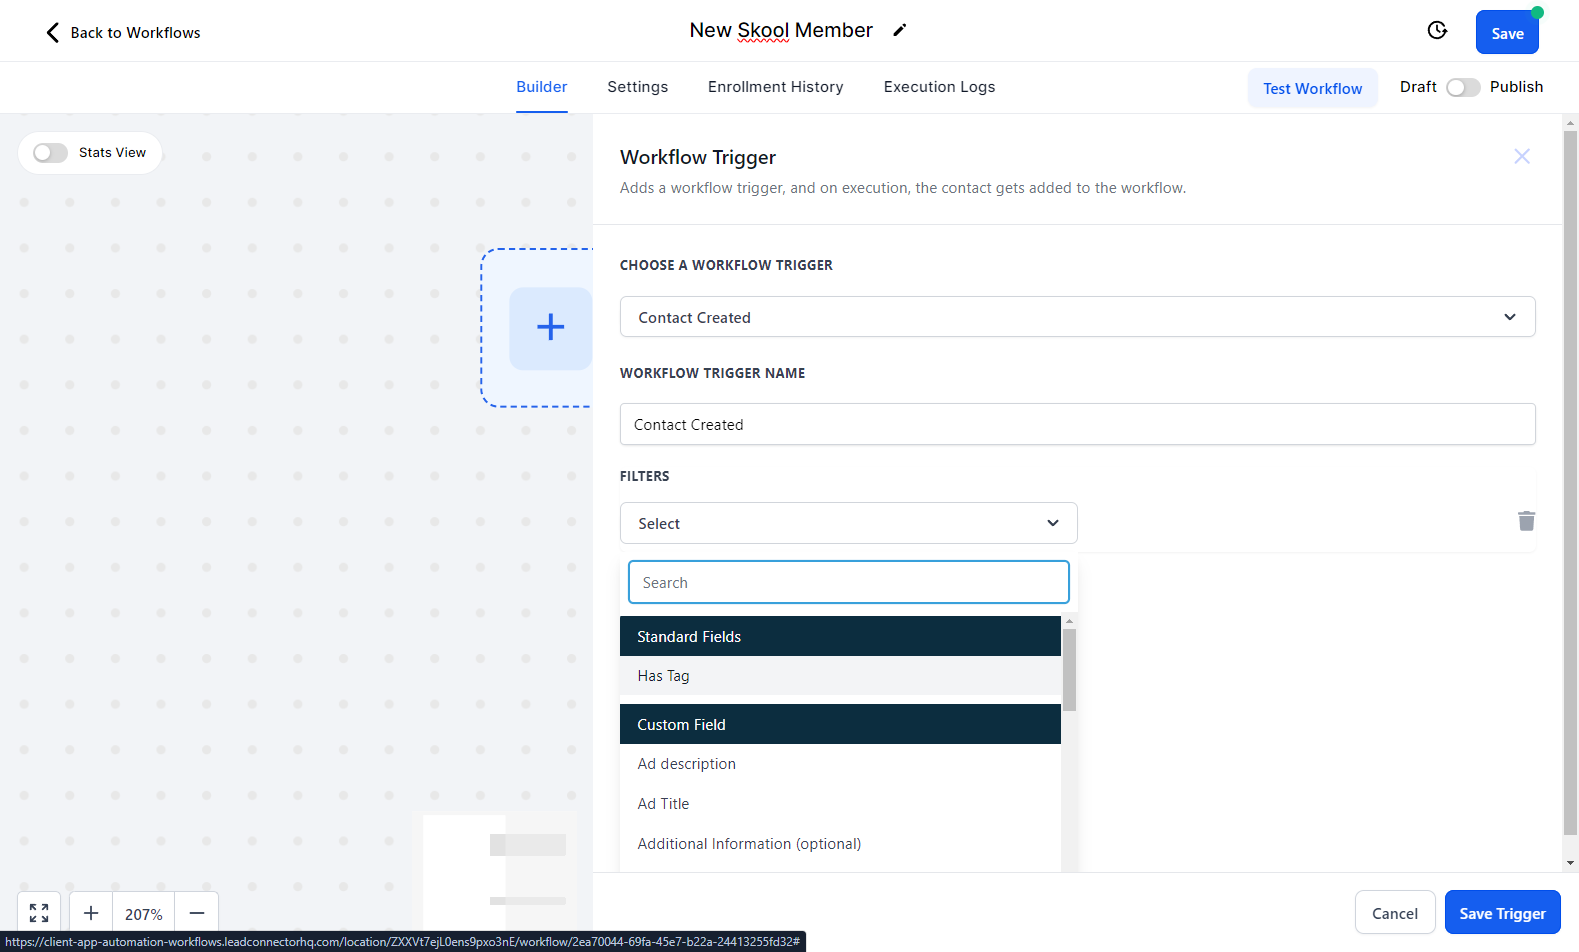 Back to Workflows
New Skool Member
Save
Builder
Settings
Enrollment History
Execution Logs
Test Workflow
Draft
Publish
Stats View
Workflow Trigger
Adds a workflow trigger, and on execution, the contact gets added to the workflow.
CHOOSE A WORKFLOW TRIGGER
Contact Created
WORKFLOW TRIGGER NAME
Contact Created
FILTERS
Select
Search
Standard Fields
Has Tag
Custom Field
Ad description
Ad Title
Additional Information (optional)
207%
Cancel
Save Trigger
https://client-app-automation-workflows.leadconnectorhq.com/location/ZXXVt7ejL0ens9pxo3nE/workflow/2ea70044-69fa-45e7-b22a-24413255fd32#